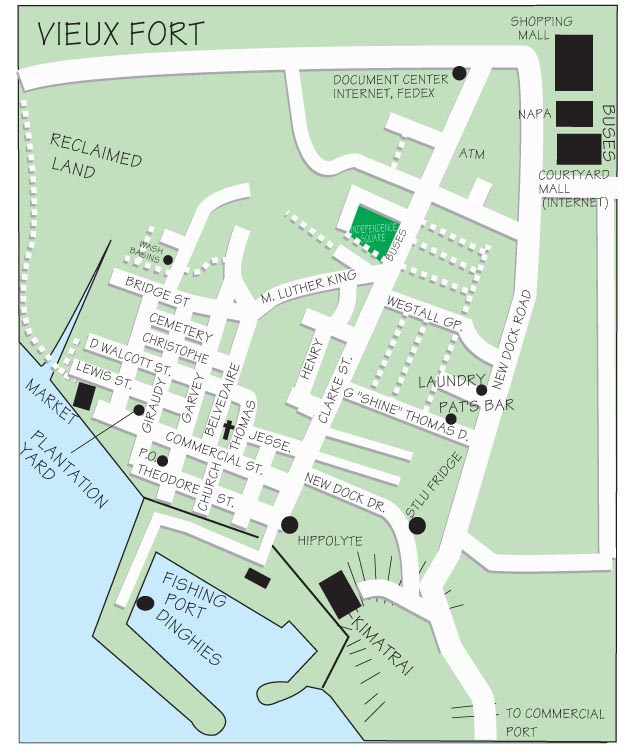 VIEUX FORT
SHOPPING
MALL
DOCUMENT CENTER
INTERNET, FEDEX
NAPA
BUSES
RECLAIMED
LAND
ATM
COURTYARD
MALL
(INTERNET)
INDEPENDENCE
SQUARE
BUSES
WASH
BASINS
BRIDGE ST
M. LUTHER KING
WESTALL GP.
NEW DOCK ROAD
CEMETERY
CHRISTOPHE
D WALCOTT ST.
LEWIS ST.
HENRY
CLARKE ST.
LAUNDRY
PAT'S BAR
G "SHINE" THOMAS D.
MARKET
GIRAUDY
GARVEY
BELVEDAIRE
THOMAS
JESSE.
COMMERCIAL ST.
PLANTATION
YARD
P.O.
THEODORE ST.
CHURCH
NEW DOCK DR.
STLU FRIDGE
HIPPOLYTE
FISHING
PORT
DINGHIES
KIMATRAI
TO COMMERCIAL
PORT